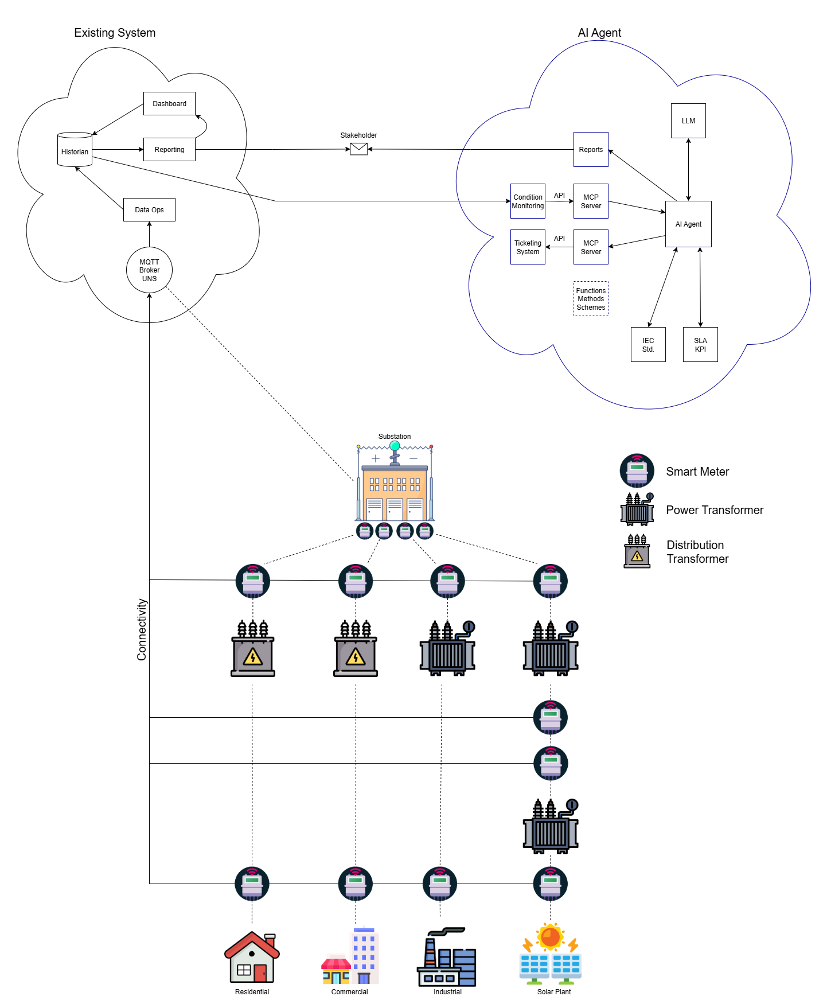 Existing System
AI Agent
Dashboard
LLM
Historian
Reporting
Stakeholder
Reports
Data Ops
Condition
Monitoring
API
MCP
Server
AI Agent
Ticketing
System
API
MCP
Server
MQTT
Broker
UNS
Functions
Methods
Schemes
IEC
Std.
SLA
KPI
Substation
Smart Meter
Power Transformer
Distribution
Transformer
Connectivity
Residential
Commercial
Industrial
Solar Plant